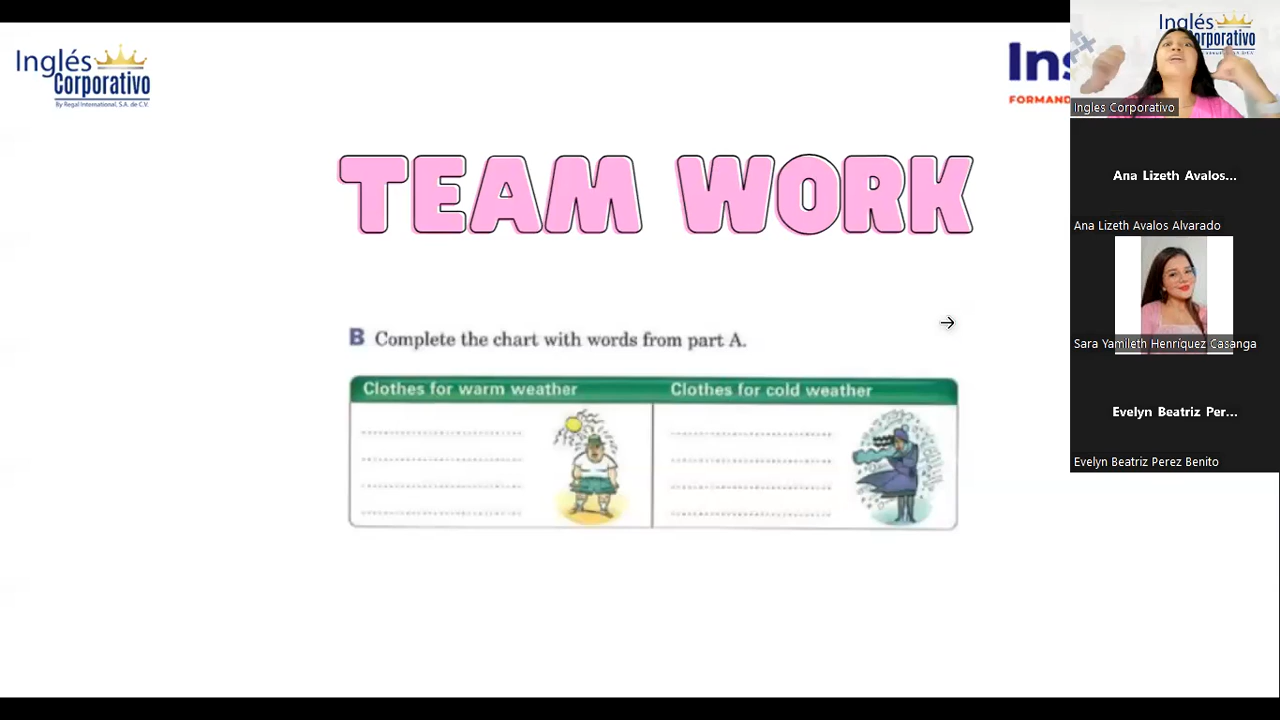 Inglés
Corporativo
By Regal International, S.A. de C.V.
Ins
FORMAND
TEAM WORK
B Complete the chart with words from part A.
Clothes for warm weather
Clothes for cold weather
Inglés
Corporativo
Ingles Corporativo
Ana Lizeth Avalos...
Ana Lizeth Avalos Alvarado
Sara Yamileth Henríquez Casanga
Evelyn Beatriz Per...
Evelyn Beatriz Perez Benito